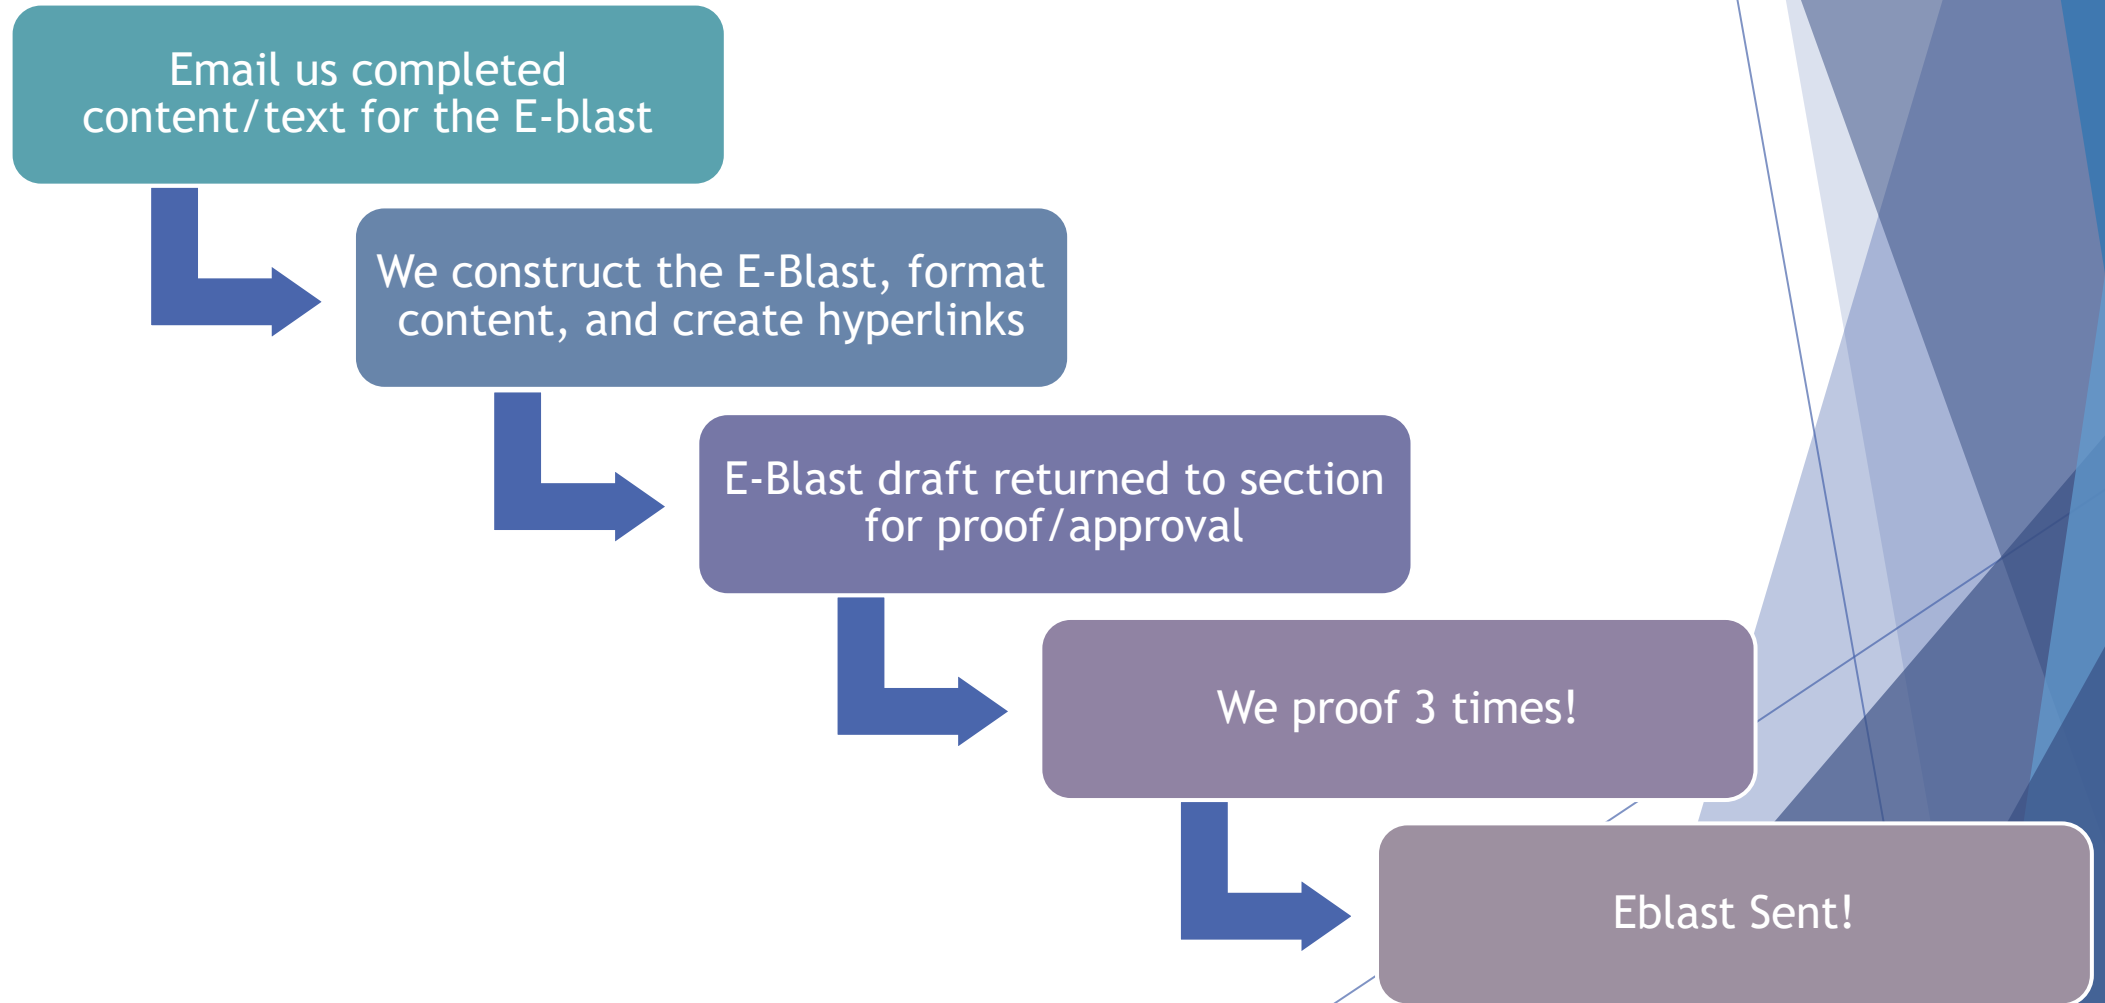 Email us completed
content/text for the E-blast
We construct the E-Blast, format
content, and create hyperlinks
E-Blast draft returned to section
for proof/approval
We proof 3 times!
Eblast Sent!